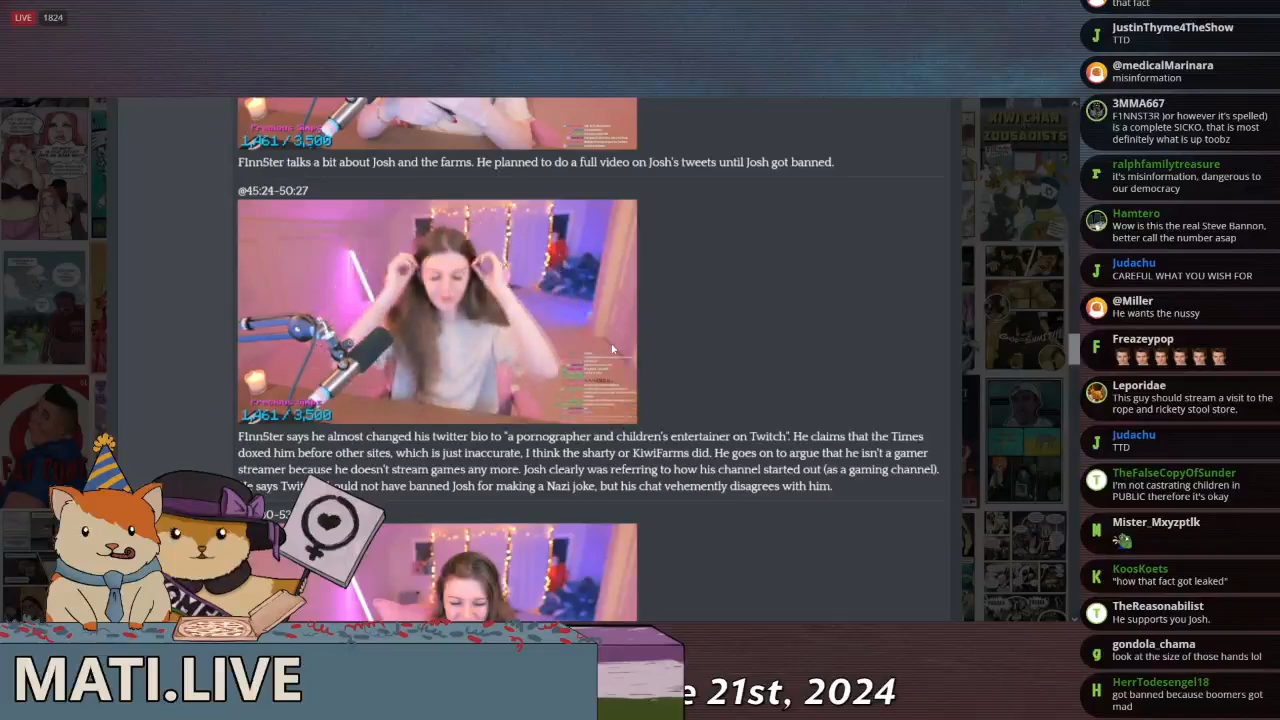 LIVE 1824
Precious Simps
1,461 / 3,500
F1nn5ter talks a bit about Josh and the farms. He planned to do a full video on Josh's tweets until Josh got banned.
@45:24-50:27
Precious Simps
1,461 / 3,500
F1nn5ter says he almost changed his twitter bio to "a pornographer and children's entertainer on Twitch". He claims that the Times
doxed him before other sites, which is just inaccurate, I think the sharty or KiwiFarms did. He goes on to argue that he isn't a gamer
streamer because he doesn't stream games any more. Josh clearly was referring to how his channel started out (as a gaming channel).
says Twit ould not have banned Josh for making a Nazi joke, but his chat vehemently disagrees with him.
KIWI CHAN
ZOOSADISTS
MATI.LIVE
e 21st, 2024
that fact
JustinThyme4TheShow
TTD
@medicalMarinara
misinformation
3MMA667
F1NNST3R )or however it's spelled)
is a complete SICKO, that is most
definitely what is up toobz
ralphfamilytreasure
it's misinformation, dangerous to
our democracy
Hamtero
Wow is this the real Steve Bannon,
better call the number asap
Judachu
CAREFUL WHAT YOU WISH FOR
@Miller
He wants the nussy
Freazeypop
Leporidae
This guy should stream a visit to the
rope and rickety stool store.
Judachu
TTD
TheFalseCopyOfSunder
I'm not castrating children in
PUBLIC therefore it's okay
Mister_Mxyzptlk
KoosKoets
"how that fact got leaked"
TheReasonabilist
He supports you Josh.
gondola_chama
look at the size of those hands lol
HerrTodesengel18
got banned because boomers got
mad